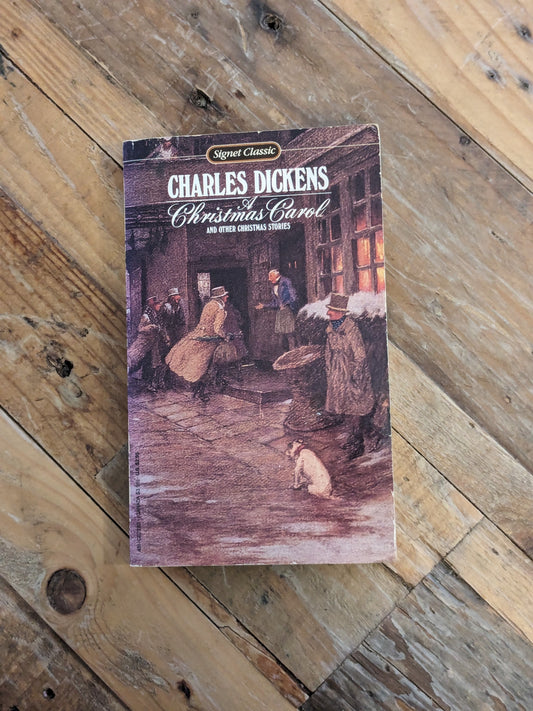 Signet Classic
CHARLES DICKENS
A
Christmas Carol
AND OTHER CHRISTMAS STORIES